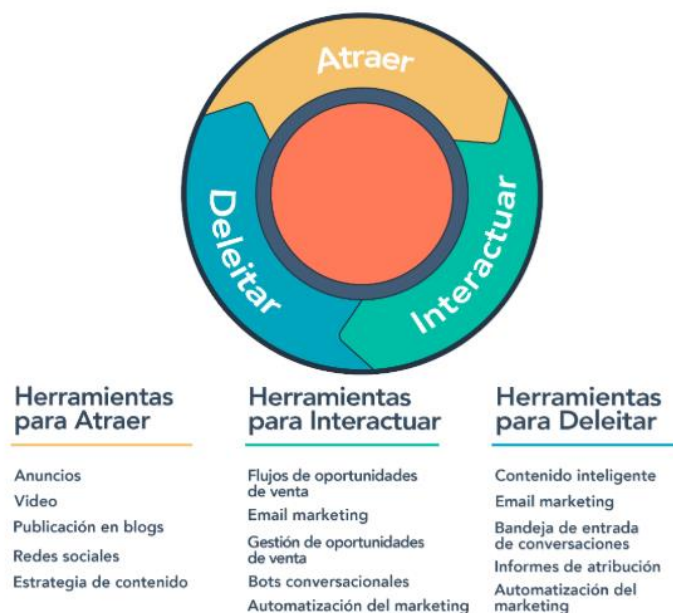 Atraer
Interactuar
Deleitar
Herramientas
para Atraer
Anuncios
Video
Publicación en blogs
Redes sociales
Estrategia de contenido
Herramientas
para Interactuar
Flujos de oportunidades
de venta
Email marketing
Gestión de oportunidades
de venta
Bots conversacionales
Automatización del marketing
Herramientas
para Deleitar
Contenido inteligente
Email marketing
Bandeja de entrada
de conversaciones
Informes de atribución
Automatización del
marketing